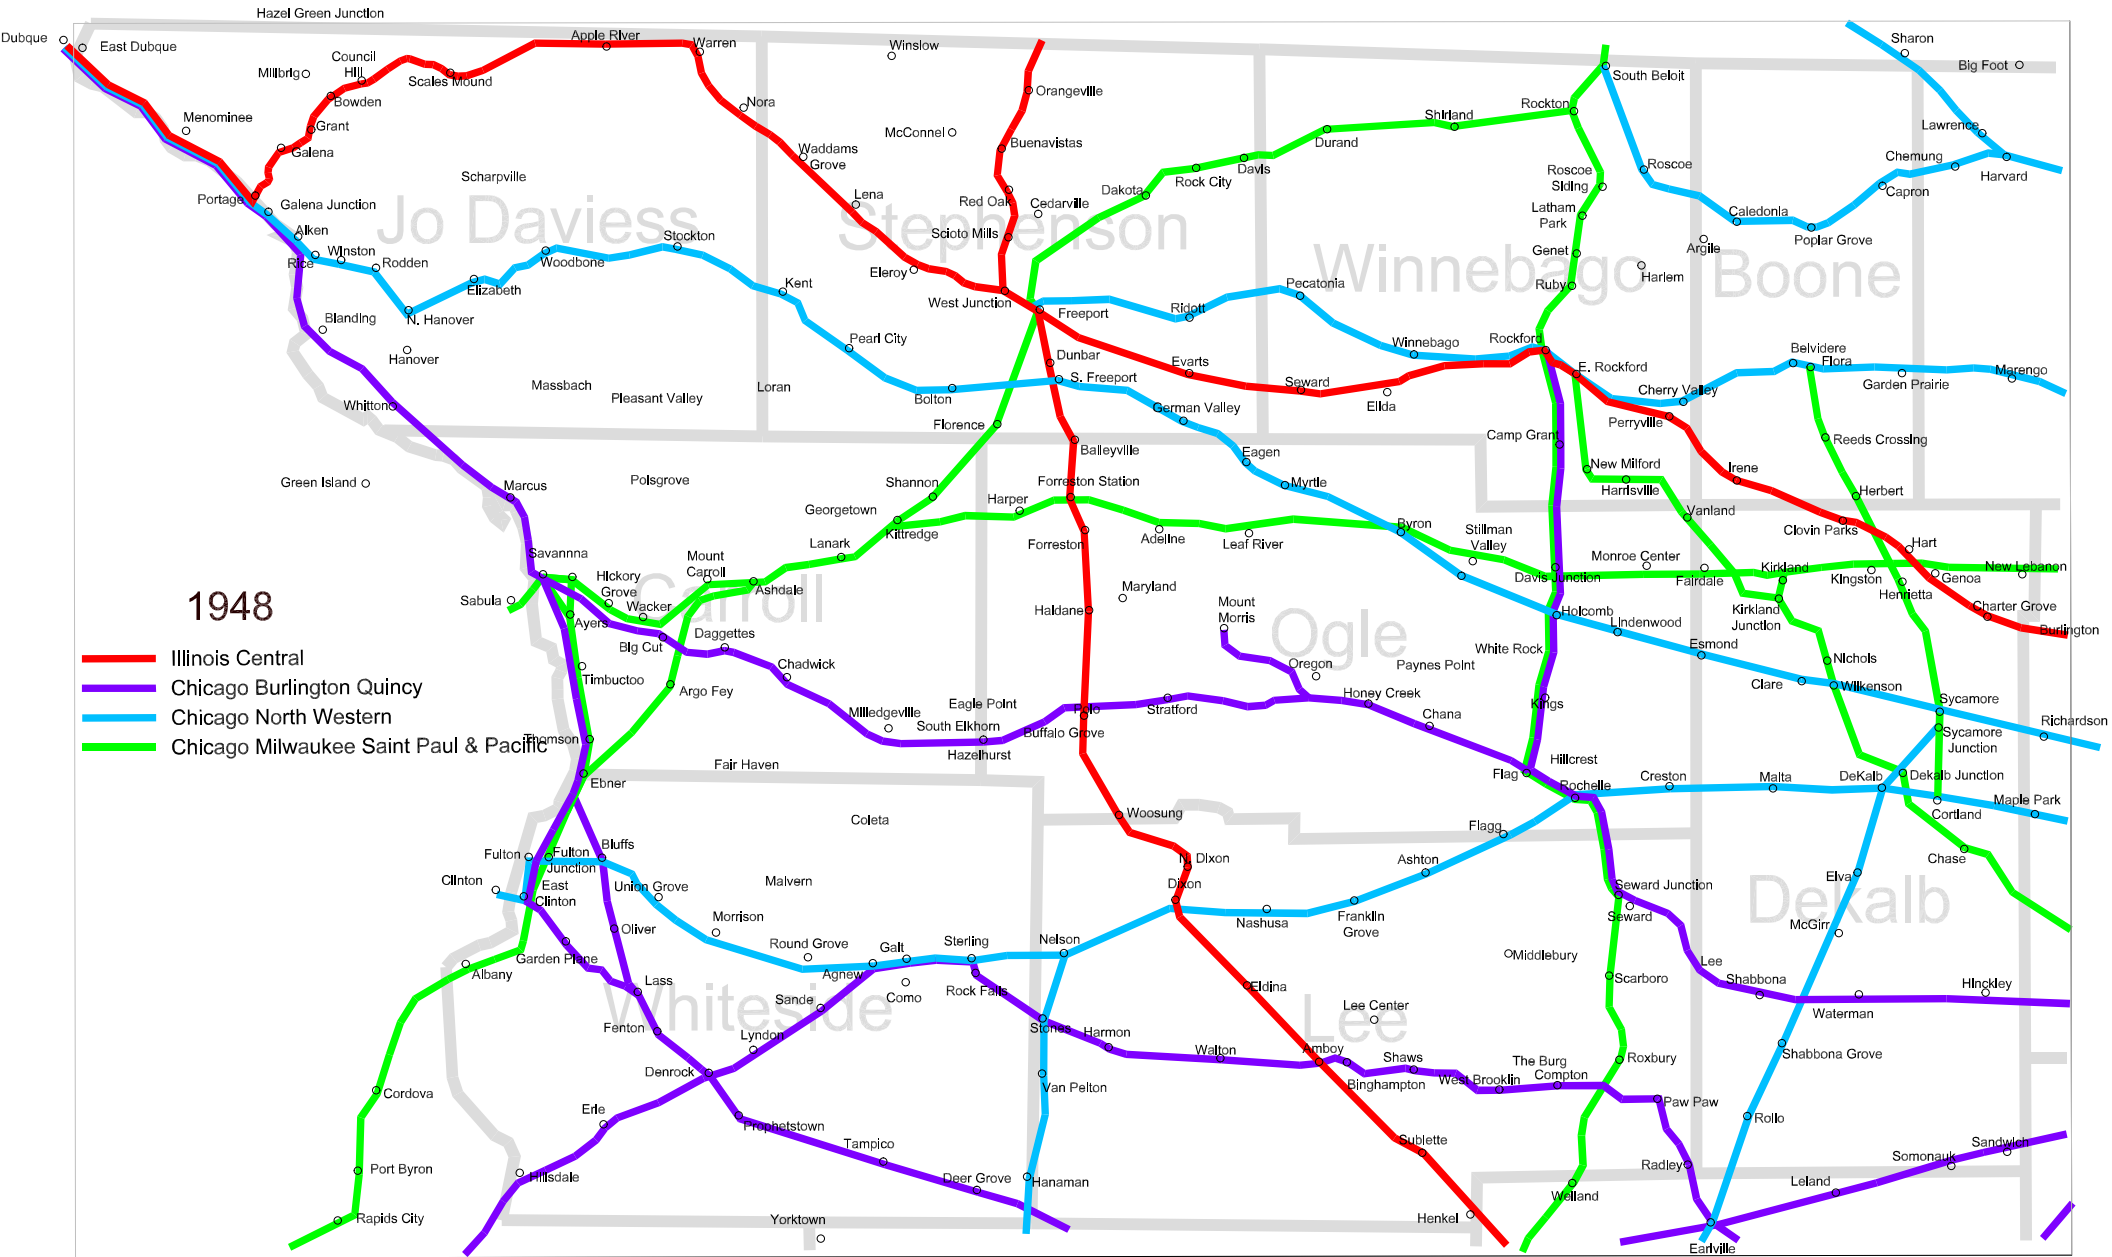 Hazel Green Junction
Dubque
East Dubque
Council
Hill
Millbrig
Scales Mound
Apple River
Warren
Winslow
Sharon
Big Foot
South Beloit
Bowden
Menominee
Grant
Galena
Nora
Orangeville
McConnel
Buenavistas
Waddams
Grove
Shirland
Rockton
Durand
Lawrence
Chemung
Harvard
Capron
Scharpville
Portage
Galena Junction
Lena
Red Oak
Cedarville
Dakota
Rock City
Davis
Roscoe
Siding
Roscoe
Latham
Park
Caledonia
Poplar Grove
Argile
Jo Daviess
Stephenson
Winnebago
Boone
Aiken
Rice
Winston
Rodden
Woodbone
Stockton
Scioto Mills
Eleroy
Genet
Harlem
Ruby
Elizabeth
N. Hanover
Kent
West Junction
Freeport
Ridott
Pecatonia
Blanding
Hanover
Pearl City
Dunbar
S. Freeport
Evarts
Winnebago
Rockford
E. Rockford
Belvidere
Flora
Garden Prairie
Marengo
Massbach
Pleasant Valley
Loran
Bolton
Seward
Elida
Cherry Valley
Perryville
Whitton
Florence
German Valley
Camp Grant
Reeds Crossing
Balleyville
Eagen
Green Island
Marcus
Polsgrove
Shannon
Harper
Forreston Station
Myrtle
New Milford
Harrisville
Irene
Herbert
Georgetown
Kittredge
Forreston
Adeline
Leaf River
Byron
Stillman
Valley
Vanland
Clovin Parks
Hart
Savannna
Lanark
Mount
Carroll
Hickory
Grove
Wacker
Ashdale
Carroll
Maryland
Davis Junction
Monroe Center
Fairdale
Kirkland
Kingston
Henrietta
Genoa
New Lebanon
Sabula
Ayers
Big Cut
Daggettes
Haldane
Mount
Morris
Ogle
Holcomb
Lindenwood
Kirkland
Junction
Charter Grove
Burlington
1948
Illinois Central
Chicago Burlington Quincy
Chicago North Western
Chicago Milwaukee Saint Paul & Pacific
Timbuctoo
Argo Fey
Chadwick
Oregon
Paynes Point
White Rock
Esmond
Nichols
Clare
Wilkenson
Sycamore
Richardson
Milledgeville
South Elkhorn
Eagle Point
Hazelhurst
Polo
Buffalo Grove
Stratford
Honey Creek
Chana
Kings
Sycamore
Junction
Thomson
Ebner
Fair Haven
Flag
Hillcrest
Rochelle
Creston
Malta
DeKalb
Dekalb Junction
Maple Park
Cortland
Coleta
Woosung
Flagg
Chase
Fulton
Fulton
Junction
Bluffs
N. Dixon
Dixon
Ashton
Clinton
East
Clinton
Union Grove
Malvern
Seward Junction
Seward
Elva
Dekalb
Oliver
Morrison
Nashusa
Franklin
Grove
McGirr
Garden Plane
Albany
Lass
Round Grove
Agnew
Galt
Sterling
Nelson
Middlebury
Lee
Shabbona
Hinckley
Como
Rock Falls
Eldina
Scarboro
Waterman
Whiteside
Sande
Lee
Lee Center
Fenton
Lyndon
Stones
Harmon
Walton
Amboy
Binghampton
Shaws
West Brooklin
The Burg
Compton
Roxbury
Shabbona Grove
Denrock
Van Pelton
Paw Paw
Cordova
Erie
Prophetstown
Tampico
Rollo
Sublette
Radley
Sandwich
Somonauk
Port Byron
Hillsdale
Deer Grove
Hanaman
Welland
Leland
Rapids City
Yorktown
Henkel
Earlville